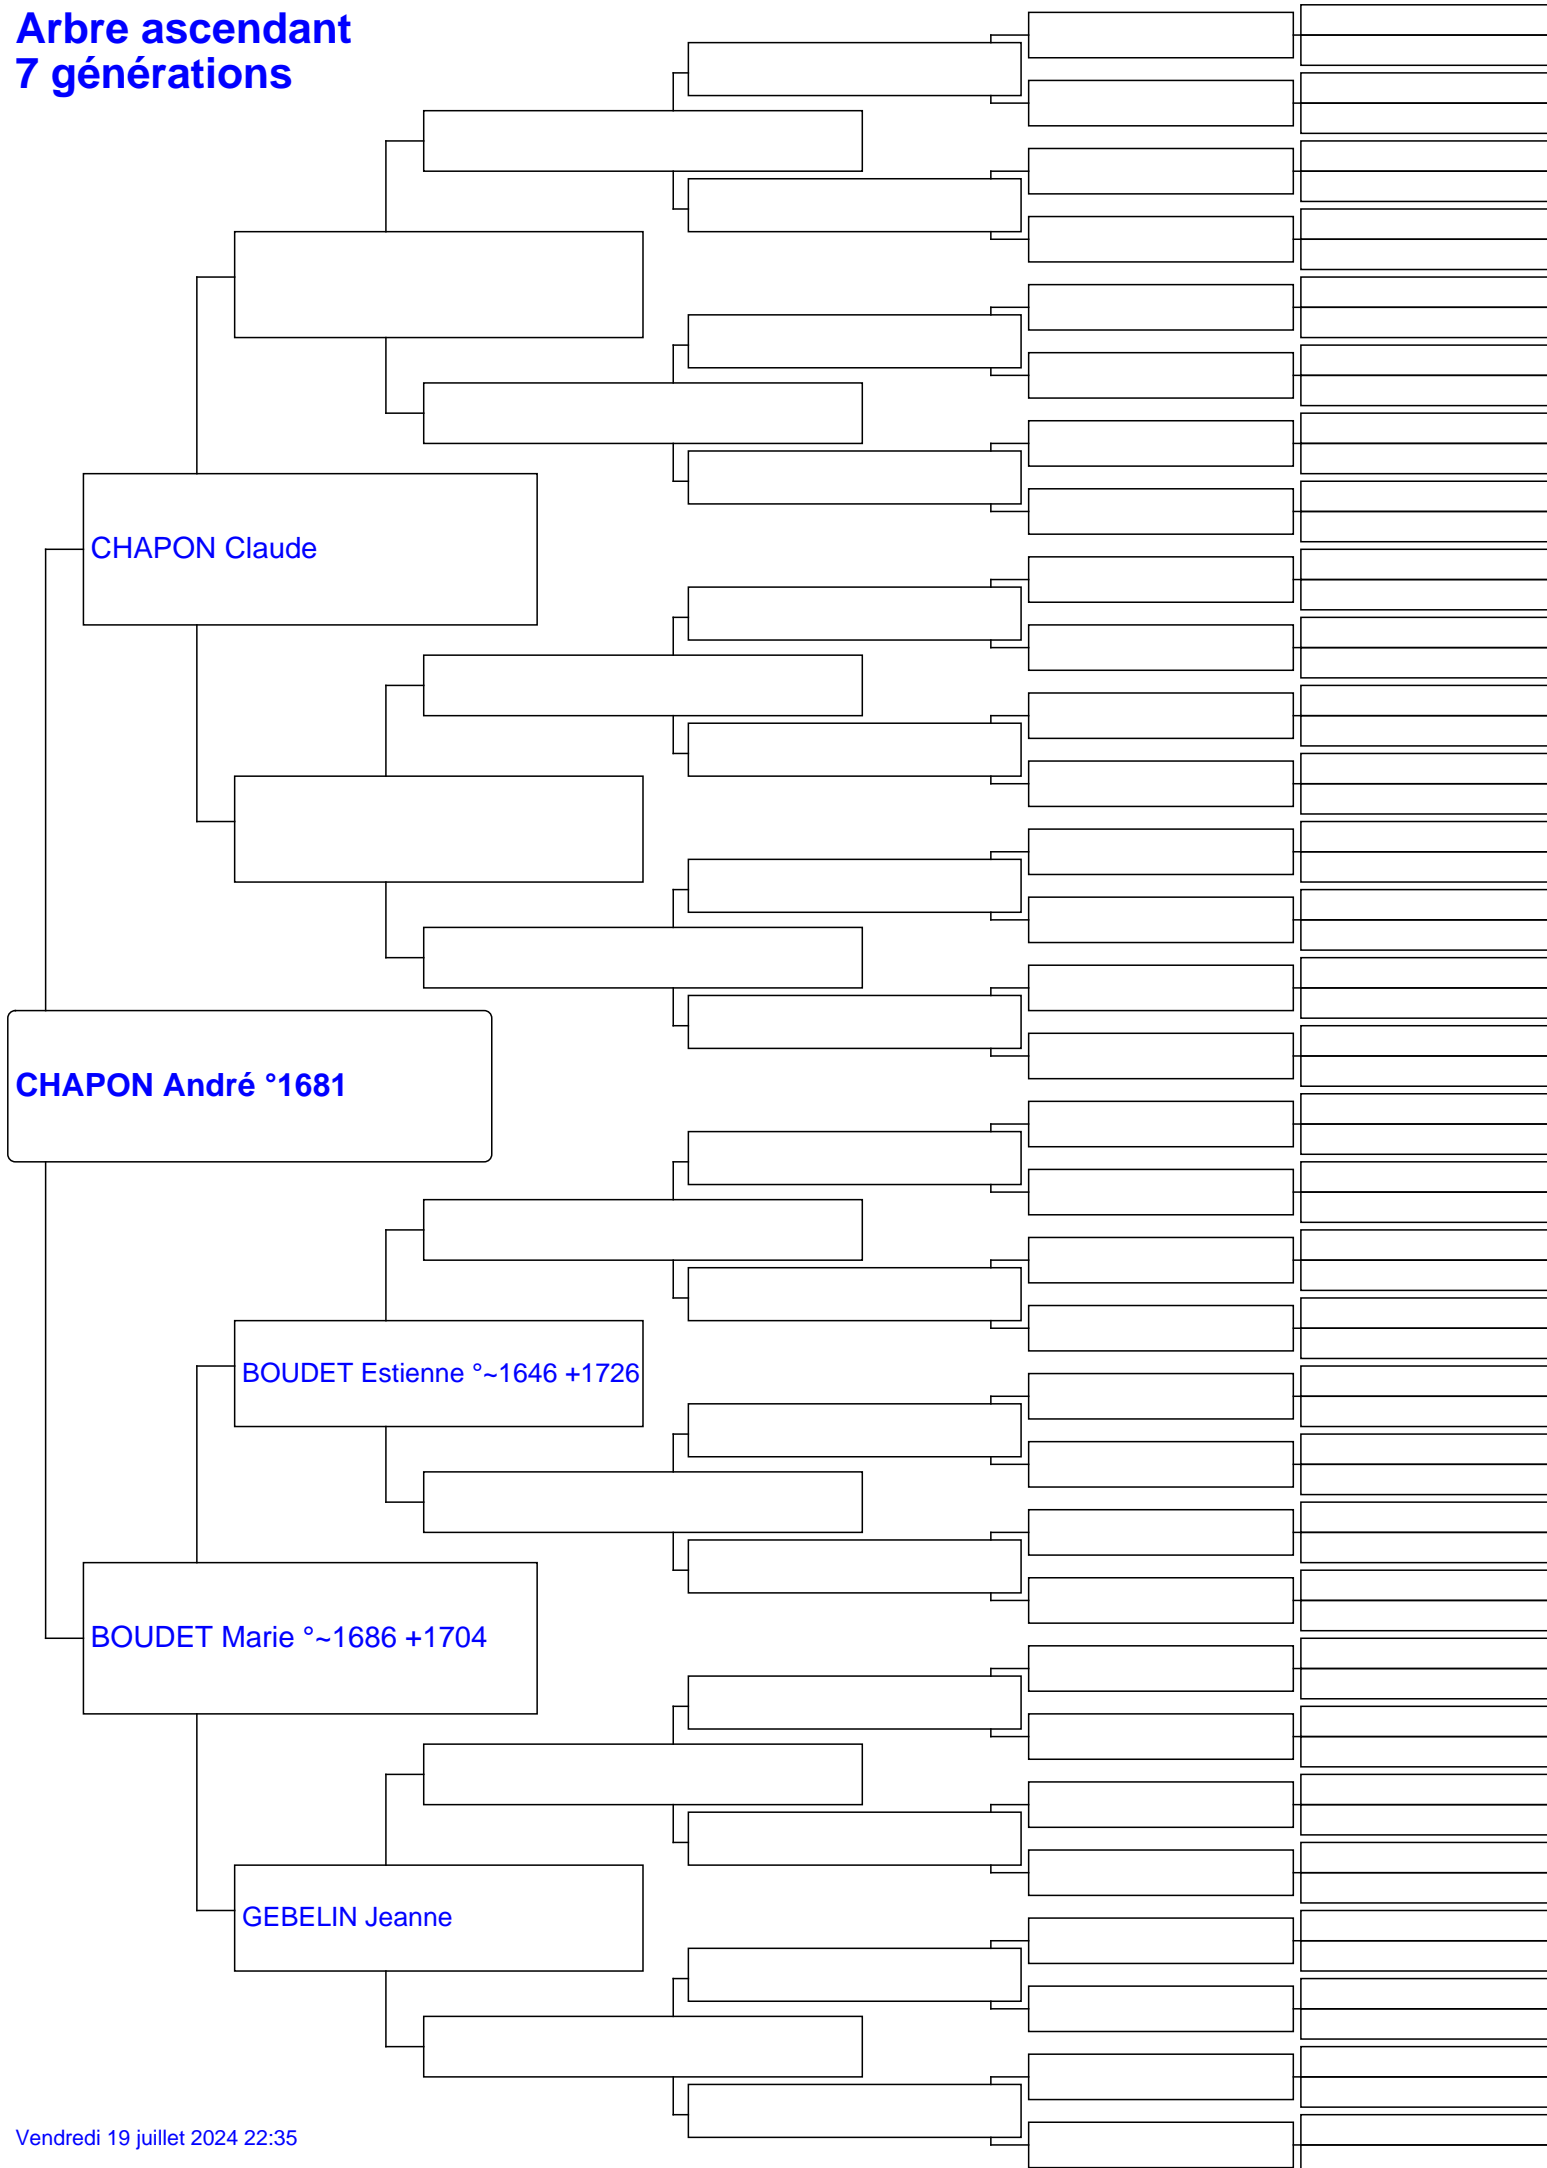 Arbre ascendant
7 générations
CHAPON Claude
CHAPON André °1681
BOUDET Estienne °~1646 +1726
BOUDET Marie °~1686 +1704
GEBELIN Jeanne
Vendredi 19 juillet 2024 22:35